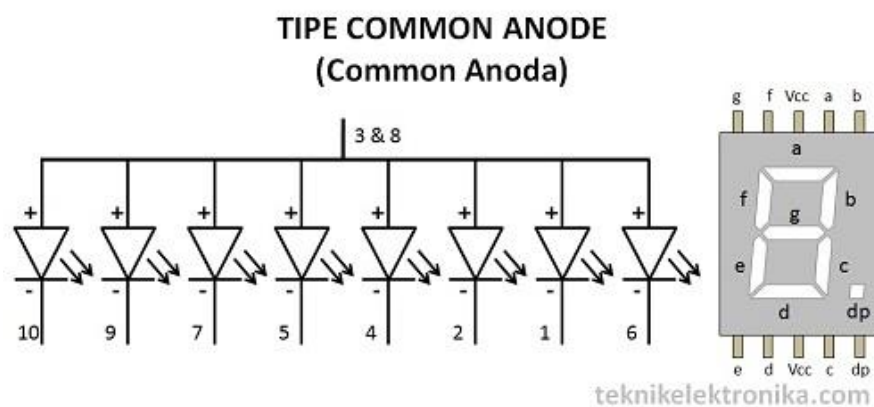 TIPE COMMON ANODE
(Common Anoda)
3 & 8
+ + + + + + + +
- - - - - - - -
10 9 7 5 4 2 1 6
g f Vcc a b
a
f b
g
e c
d dp
e d Vcc c dp
teknikelektronika.com